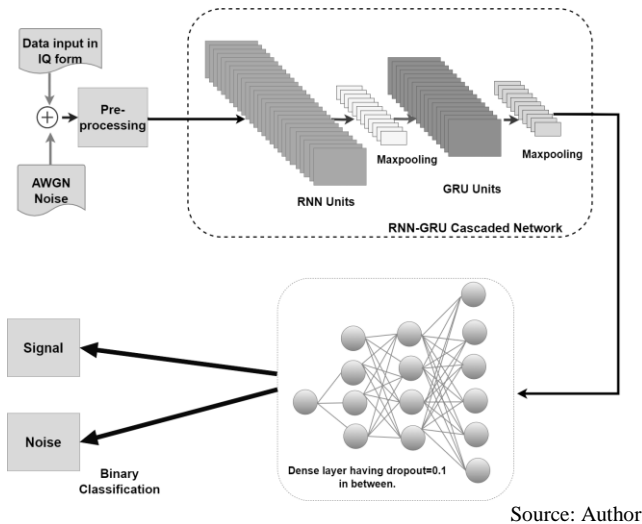 Data input in
IQ form
Pre-
processing
AWGN
Noise
RNN Units
Maxpooling
GRU Units
Maxpooling
RNN-GRU Cascaded Network
Signal
Noise
Binary
Classification
Dense layer having dropout=0.1
in between.
Source: Author